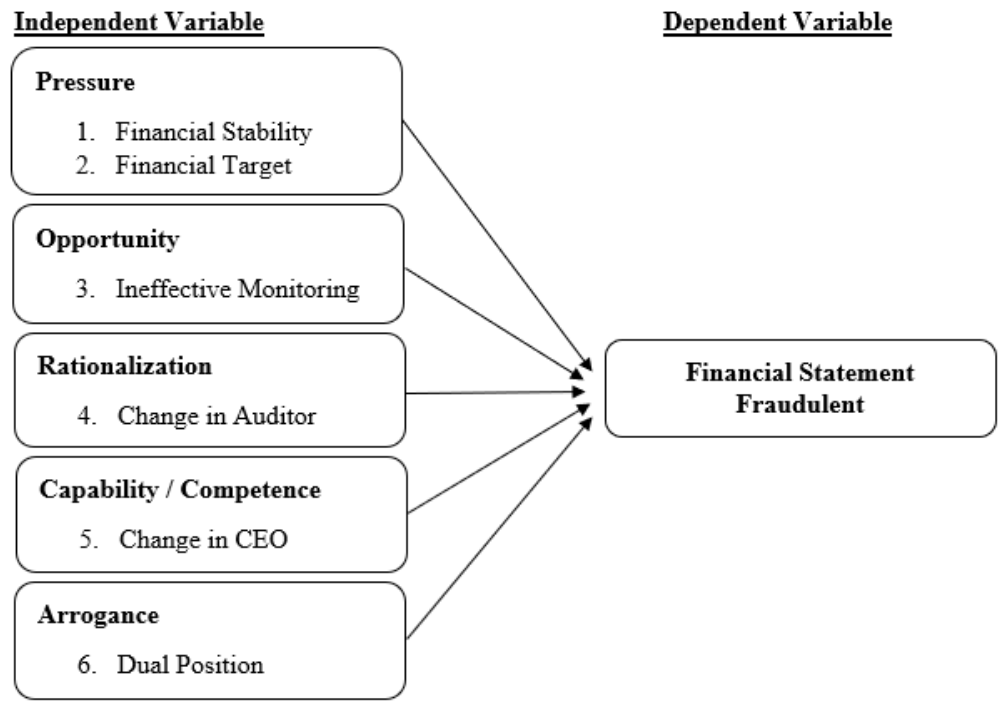 Independent Variable
Dependent Variable
Pressure
1. Financial Stability
2. Financial Target
Opportunity
3. Ineffective Monitoring
Rationalization
4. Change in Auditor
Capability / Competence
5. Change in CEO
Arrogance
6. Dual Position
Financial Statement
Fraudulent